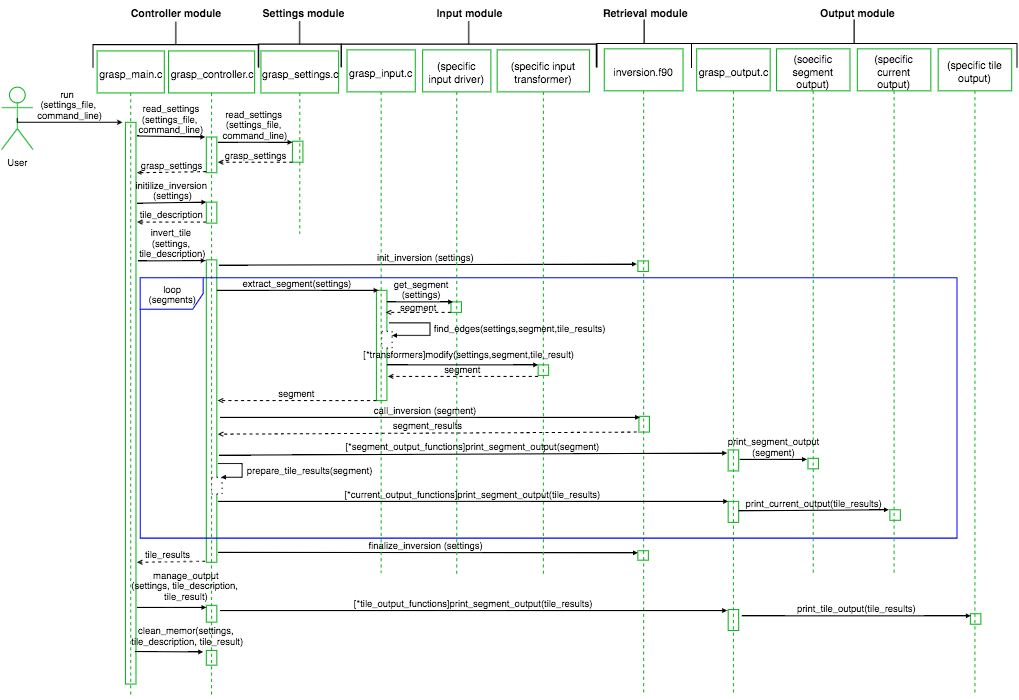 Controller module
Settings module
Input module
Retrieval module
Output module
grasp_main.c
grasp_controller.c
grasp_settings.c
grasp_input.c
(specific
input driver)
(specific input
transformer)
inversion.f90
grasp_output.c
(soecific
segment
output)
(specific
current
output)
(specific tile
output)
run
(settings_file,
command_line)
User
read_settings
(settings_file,
command_line)
read_settings
(settings_file,
command_line)
grasp_settings
grasp_settings
initilize_inversion
(settings)
tile_description
invert_tile
(settings,
tile_description)
init_inversion (settings)
loop
(segments)
extract_segment(settings)
get_segment
(settings)
segment
find_edges(settings,segment,tile_results)
[*transformers]modify(settings,segment,tile_result)
segment
segment
call_inversion (segment)
segment_results
[*segment_output_functions]print_segment_output(segment)
print_segment_output
(segment)
prepare_tile_results(segment)
[*current_output_functions]print_segment_output(tile_results)
print_current_output(tile_results)
finalize_inversion (settings)
tile_results
manage_output
(settings, tile_description,
tile_result)
[*tile_output_functions]print_segment_output(tile_results)
print_tile_output(tile_results)
clean_memor(settings,
tile_description, tile_result)